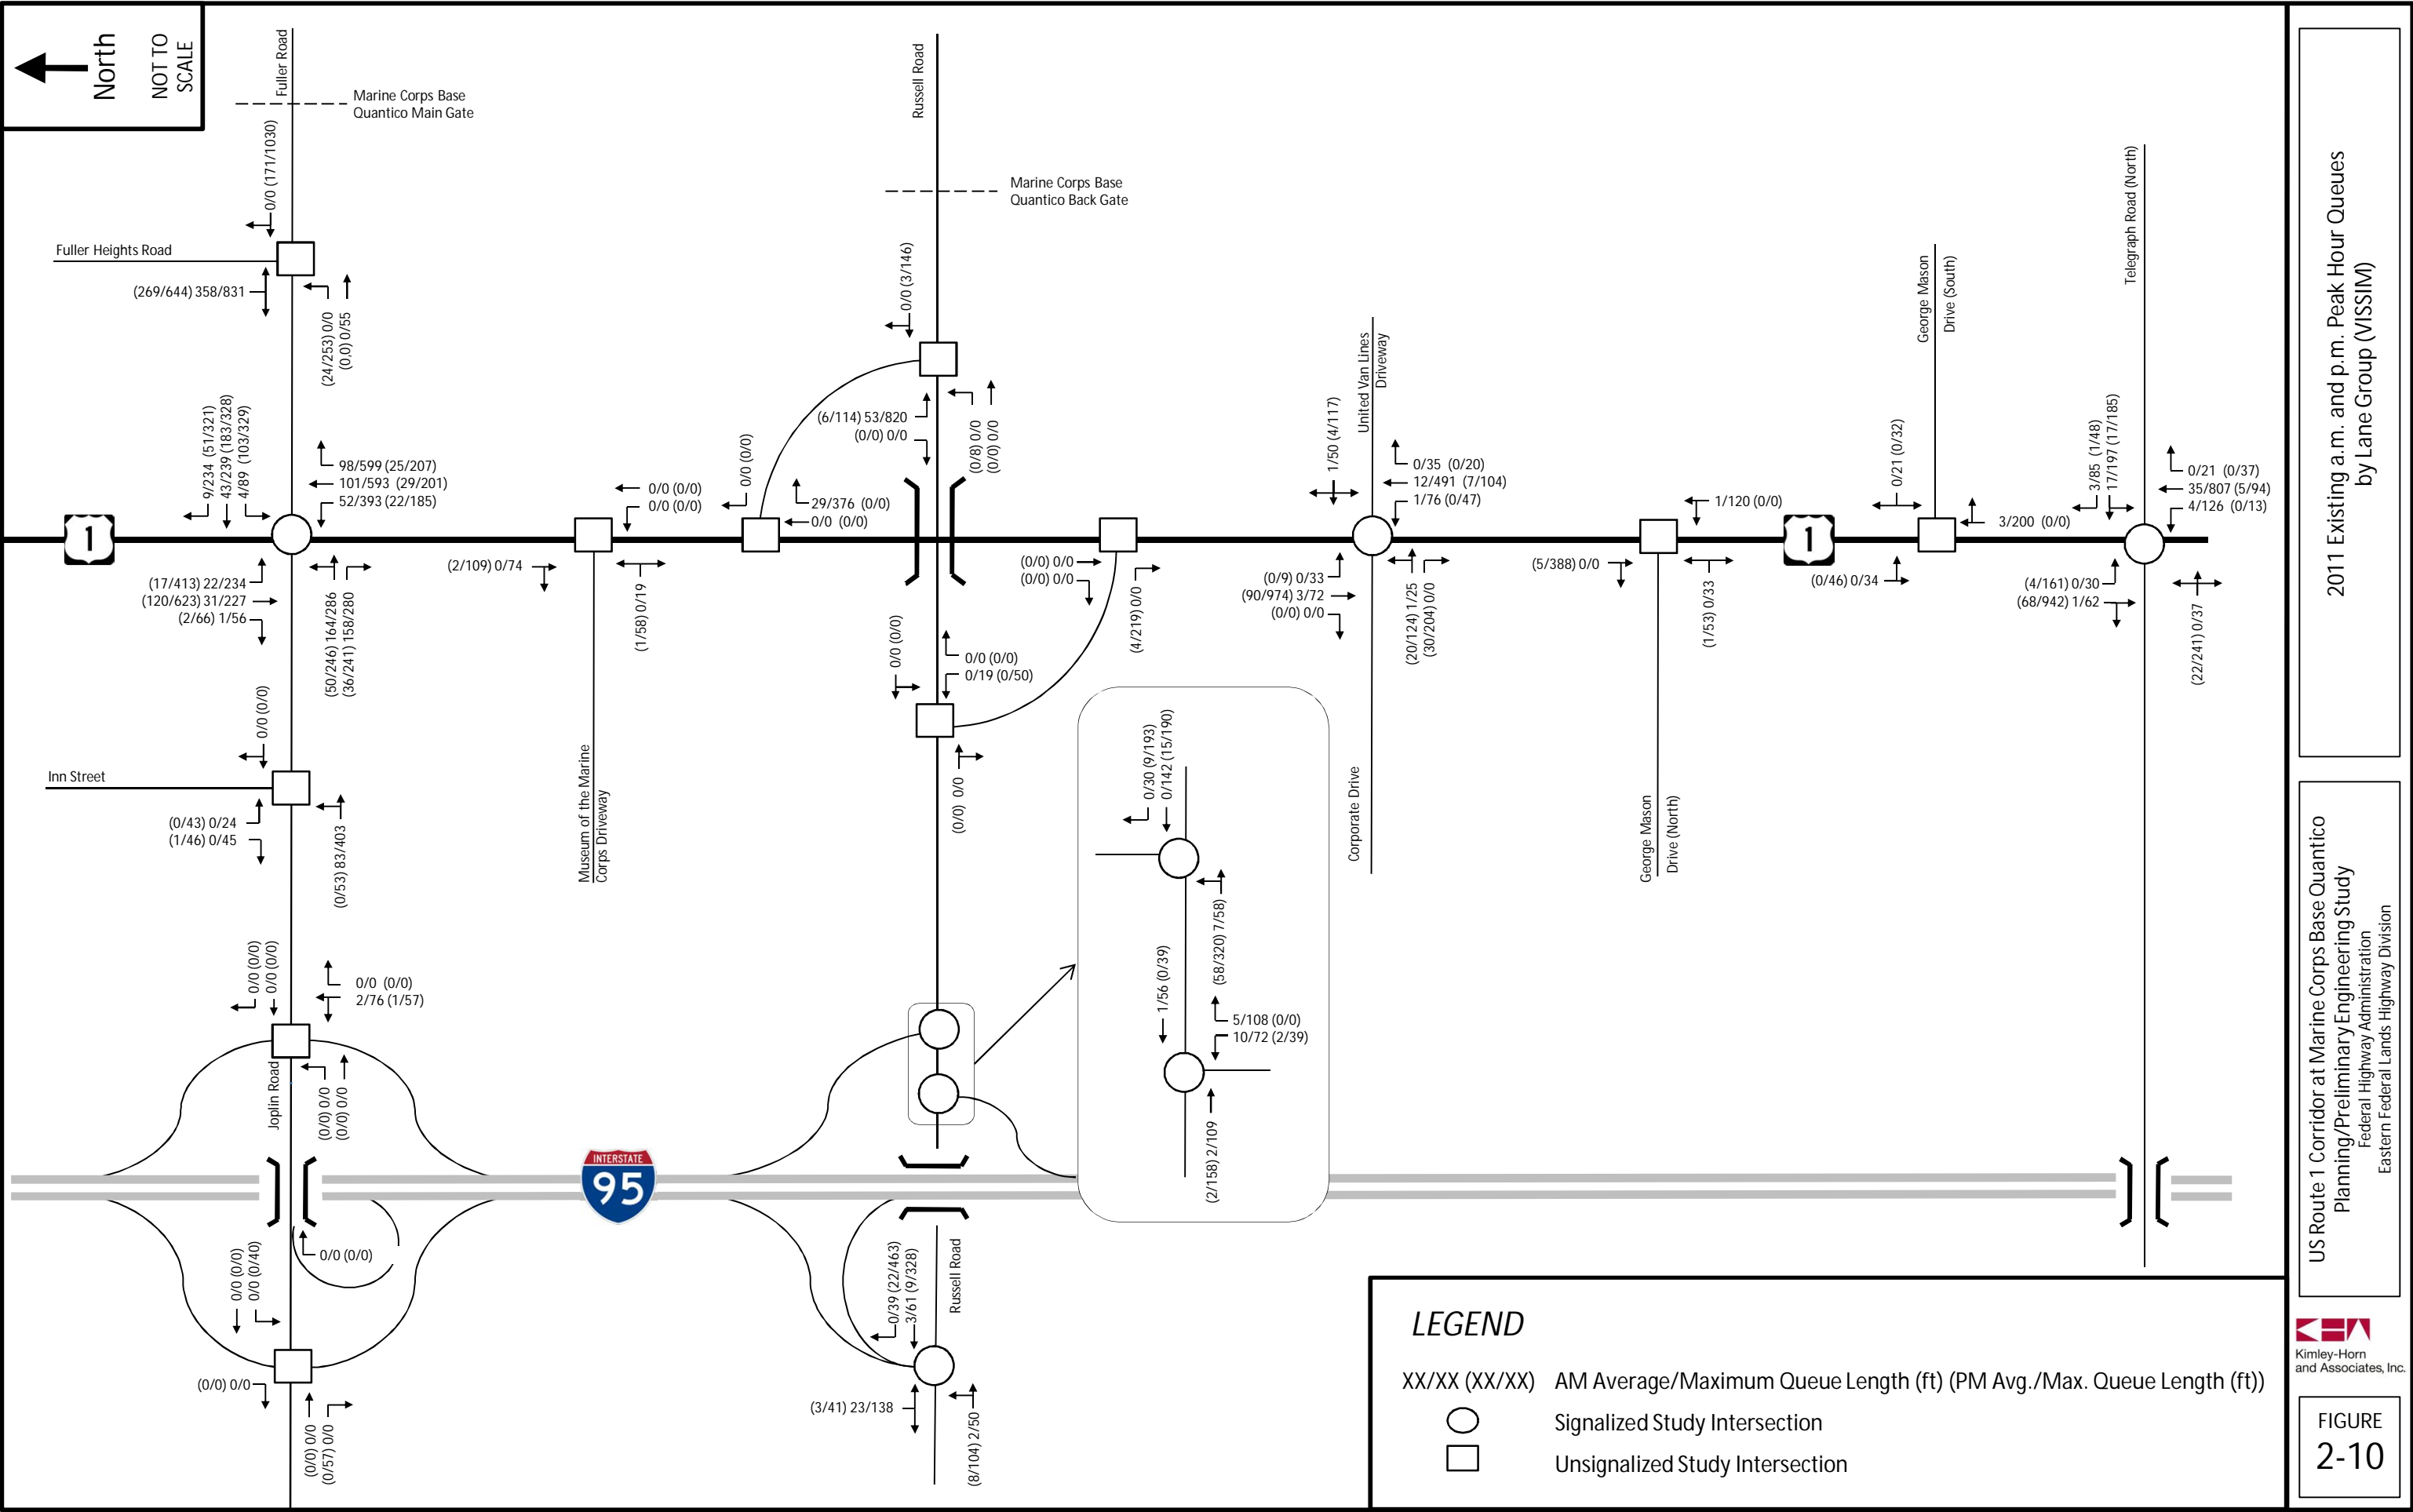 North
NOT TO
SCALE
Fuller Road
Marine Corps Base
Quantico Main Gate
0/0 (171/1030)
Fuller Heights Road
(269/644) 358/831
(24/253) 0/0
(0,0) 0/55
9/234 (51/321)
43/239 (183/328)
4/89 (103/329)
98/599 (25/207)
101/593 (29/201)
52/393 (22/185)
1
(17/413) 22/234
(120/623) 31/227
(2/66) 1/56
(50/246) 164/286
(36/241) 158/280
0/0 (0/0)
Inn Street
(0/43) 0/24
(1/46) 0/45
(0/53) 83/403
0/0 (0/0)
0/0 (0/0)
0/0 (0/0)
2/76 (1/57)
Joplin Road
(0/0) 0/0
(0/0) 0/0
0/0 (0/0)
0/0 (0/0)
0/0 (0/40)
(0/0) 0/0
(0/0) 0/0
(0/57) 0/0
(2/109) 0/74
0/0 (0/0)
0/0 (0/0)
(1/58) 0/19
Museum of the Marine
Corps Driveway
0/0 (0/0)
29/376 (0/0)
0/0 (0/0)
INTERSTATE
95
Russell Road
Marine Corps Base
Quantico Back Gate
0/0 (3/146)
(6/114) 53/820
(0/0) 0/0
(0/8) 0/0
(0/0) 0/0
0/0 (0/0)
0/0 (0/0)
0/19 (0/50)
(0/0) 0/0
(0/0) 0/0
(0/0) 0/0
(4/219) 0/0
0/30 (9/193)
0/142 (15/190)
(58/320) 7/58
1/56 (0/39)
5/108 (0/0)
10/72 (2/39)
(2/158) 2/109
0/39 (22/463)
3/61 (9/328)
Russell Road
(3/41) 23/138
(8/104) 2/50
1/50 (4/117)
United Van Lines
Driveway
0/35 (0/20)
12/491 (7/104)
1/76 (0/47)
(0/9) 0/33
(90/974) 3/72
(0/0) 0/0
(20/124) 1/25
(30/204) 0/0
Corporate Drive
1/120 (0/0)
(5/388) 0/0
(1/53) 0/33
George Mason
Drive (North)
1
0/21 (0/32)
George Mason
Drive (South)
3/200 (0/0)
(0/46) 0/34
Telegraph Road (North)
3/85 (1/48)
17/197 (17/185)
0/21 (0/37)
35/807 (5/94)
4/126 (0/13)
(4/161) 0/30
(68/942) 1/62
(22/241) 0/37
LEGEND
XX/XX (XX/XX) AM Average/Maximum Queue Length (ft) (PM Avg./Max. Queue Length (ft))
Signalized Study Intersection
Unsignalized Study Intersection
2011 Existing a.m. and p.m. Peak Hour Queues
by Lane Group (VISSIM)
US Route 1 Corridor at Marine Corps Base Quantico
Planning/Preliminary Engineering Study
Federal Highway Administration
Eastern Federal Lands Highway Division
Kimley-Horn
and Associates, Inc.
FIGURE
2-10